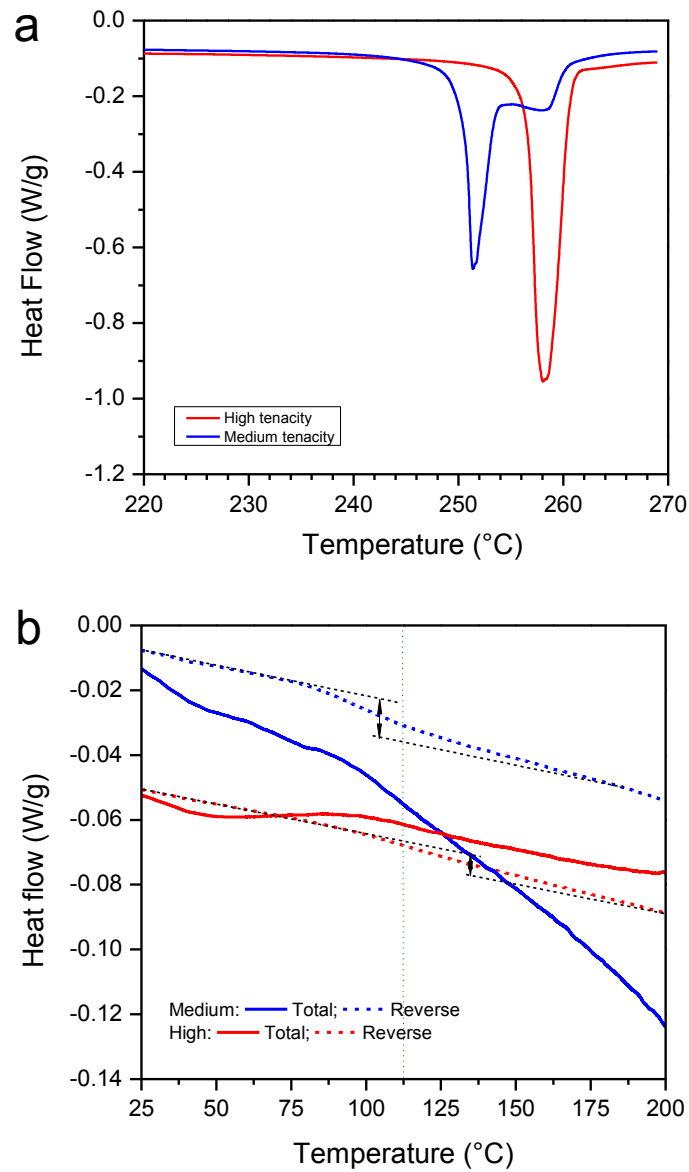 a
0.0
-0.2
-0.4
-0.6
-0.8
-1.0
-1.2
Heat Flow (W/g)
High tenacity
Medium tenacity
220 230 240 250 260 270
Temperature (°C)
b
0.00
-0.02
-0.04
-0.06
-0.08
-0.10
-0.12
-0.14
Heat flow (W/g)
Medium: Total; Reverse
High: Total; Reverse
25 50 75 100 125 150 175 200
Temperature (°C)